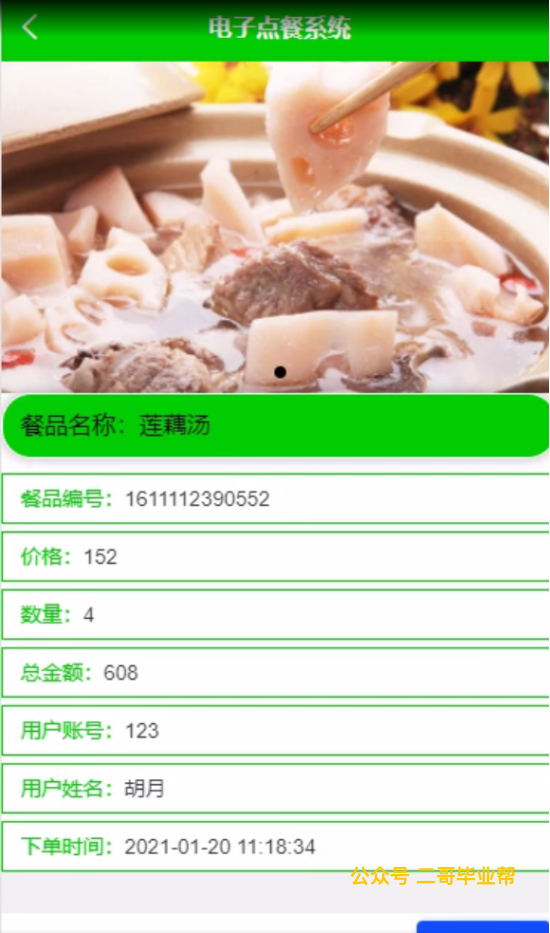 电子点餐系统
餐品名称：莲藕汤
餐品编号：1611112390552
价格：152
数量：4
总金额：608
用户账号：123
用户姓名：胡月
下单时间：2021-01-20 11:18:34
公众号 二哥毕业帮